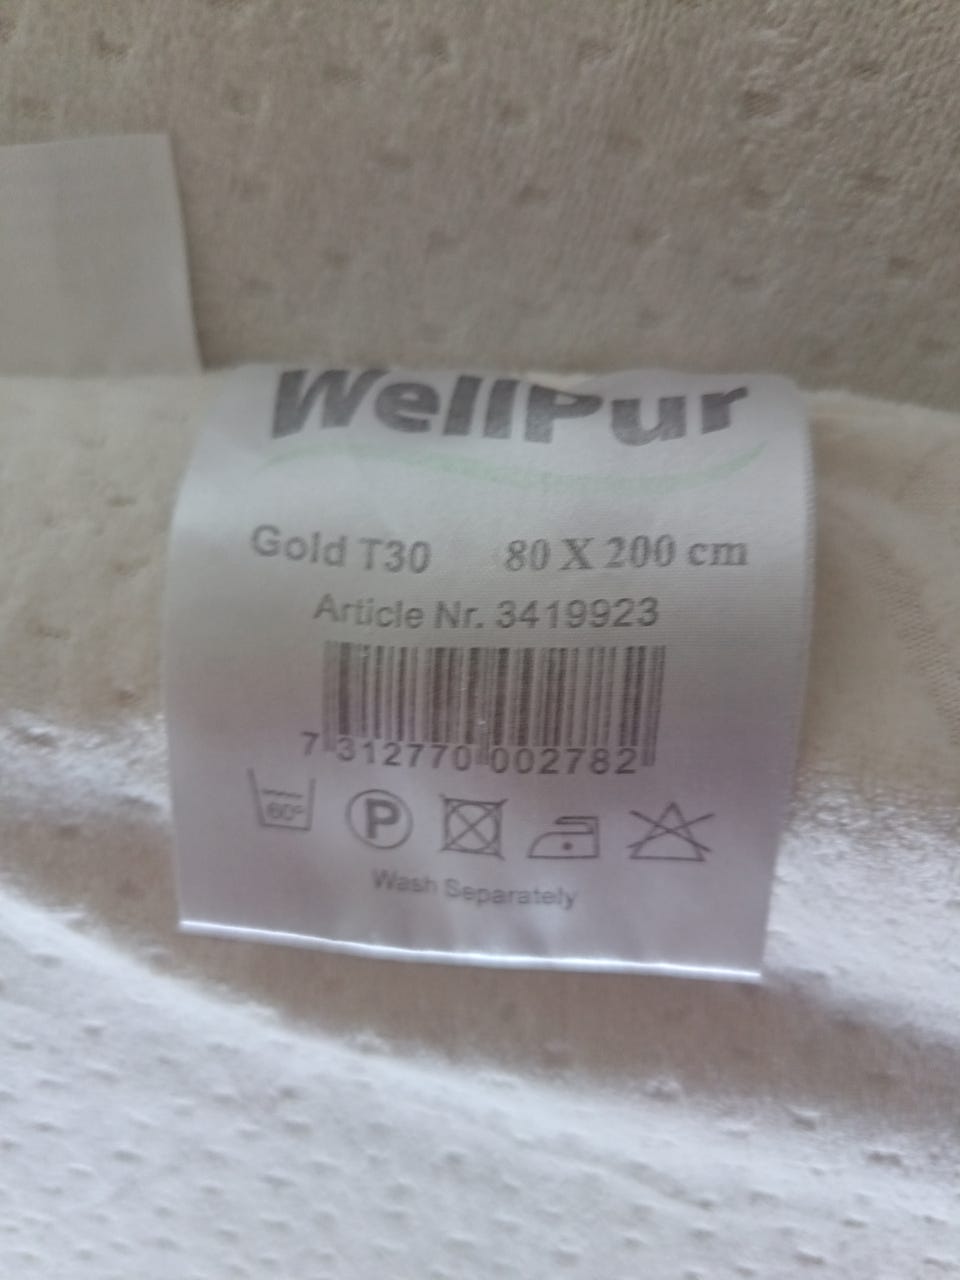 WellPur
Gold T30 80 X 200 cm
Article Nr. 3419923
7 312770 002782
60°
P
Wash Separately